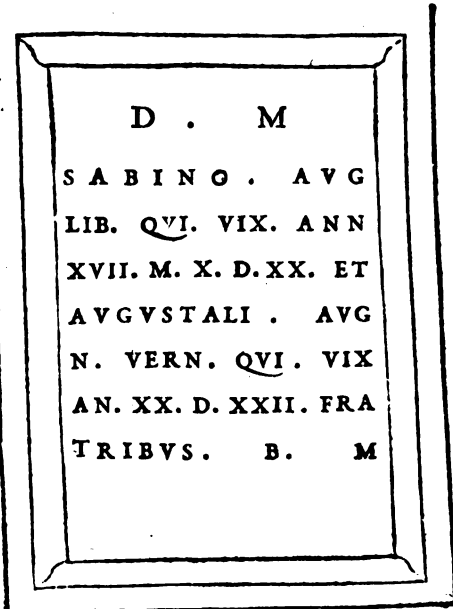 D . M
SABINO . AVG
LIB. QVI. VIX. ANN
XVII. M. X. D. XX. ET
AVGVSTALI . AVG
N. VERN. QVI . VIX
AN. XX. D. XXII. FRA
TRIBVS. B. M